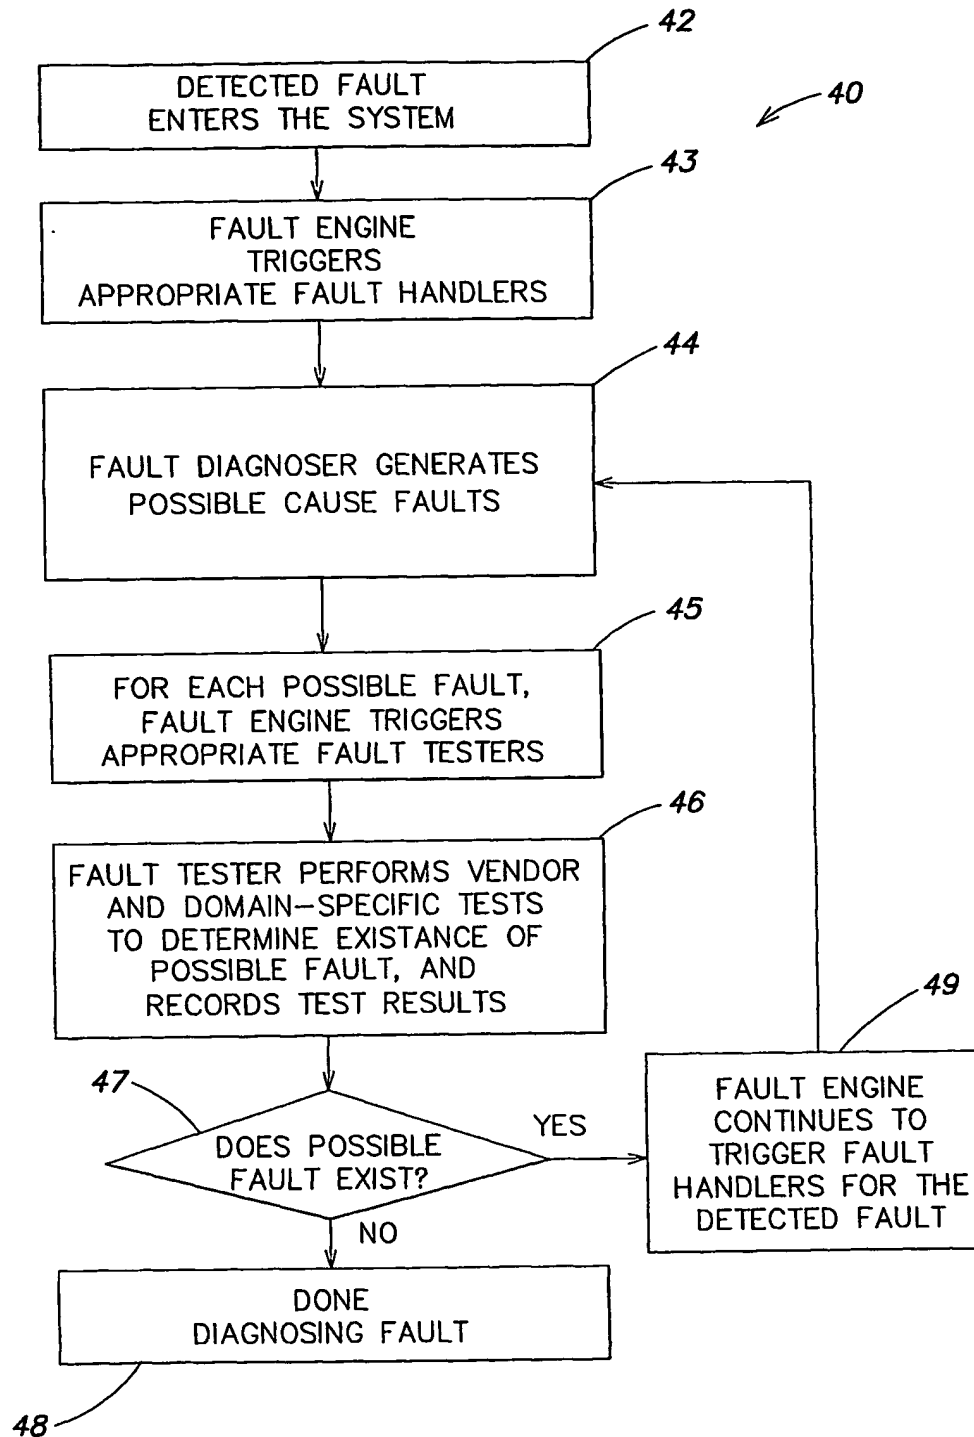 42
DETECTED FAULT
ENTERS THE SYSTEM
40
43
FAULT ENGINE
TRIGGERS
APPROPRIATE FAULT HANDLERS
44
FAULT DIAGNOSER GENERATES
POSSIBLE CAUSE FAULTS
45
FOR EACH POSSIBLE FAULT,
FAULT ENGINE TRIGGERS
APPROPRIATE FAULT TESTERS
46
FAULT TESTER PERFORMS VENDOR
AND DOMAIN-SPECIFIC TESTS
TO DETERMINE EXISTANCE OF
POSSIBLE FAULT, AND
RECORDS TEST RESULTS
47
DOES POSSIBLE
FAULT EXIST?
YES
NO
49
FAULT ENGINE
CONTINUES TO
TRIGGER FAULT
HANDLERS FOR THE
DETECTED FAULT
DONE
DIAGNOSING FAULT
48